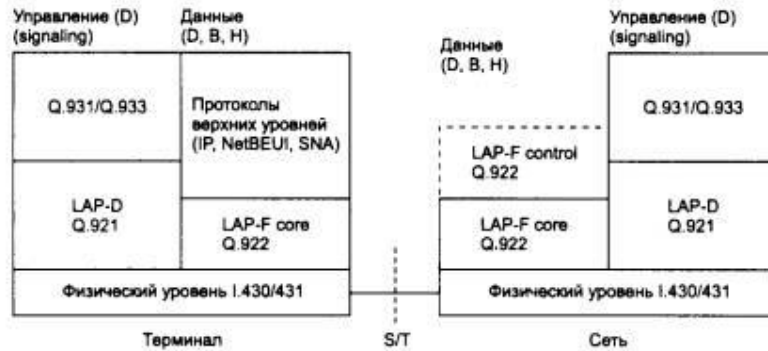 Управление (D)
(signaling)
Данные
(D, B, H)
Q.931/Q.933
Протоколы
верхних уровней
(IP, NetBEUI, SNA)
LAP-D
Q.921
LAP-F core
Q.922
Физический уровень I.430/431
Терминал
S/T
Данные
(D, B, H)
Управление (D)
(signaling)
Q.931/Q.933
LAP-F control
Q.922
LAP-D
Q.921
LAP-F core
Q.922
Физический уровень I.430/431
Сеть